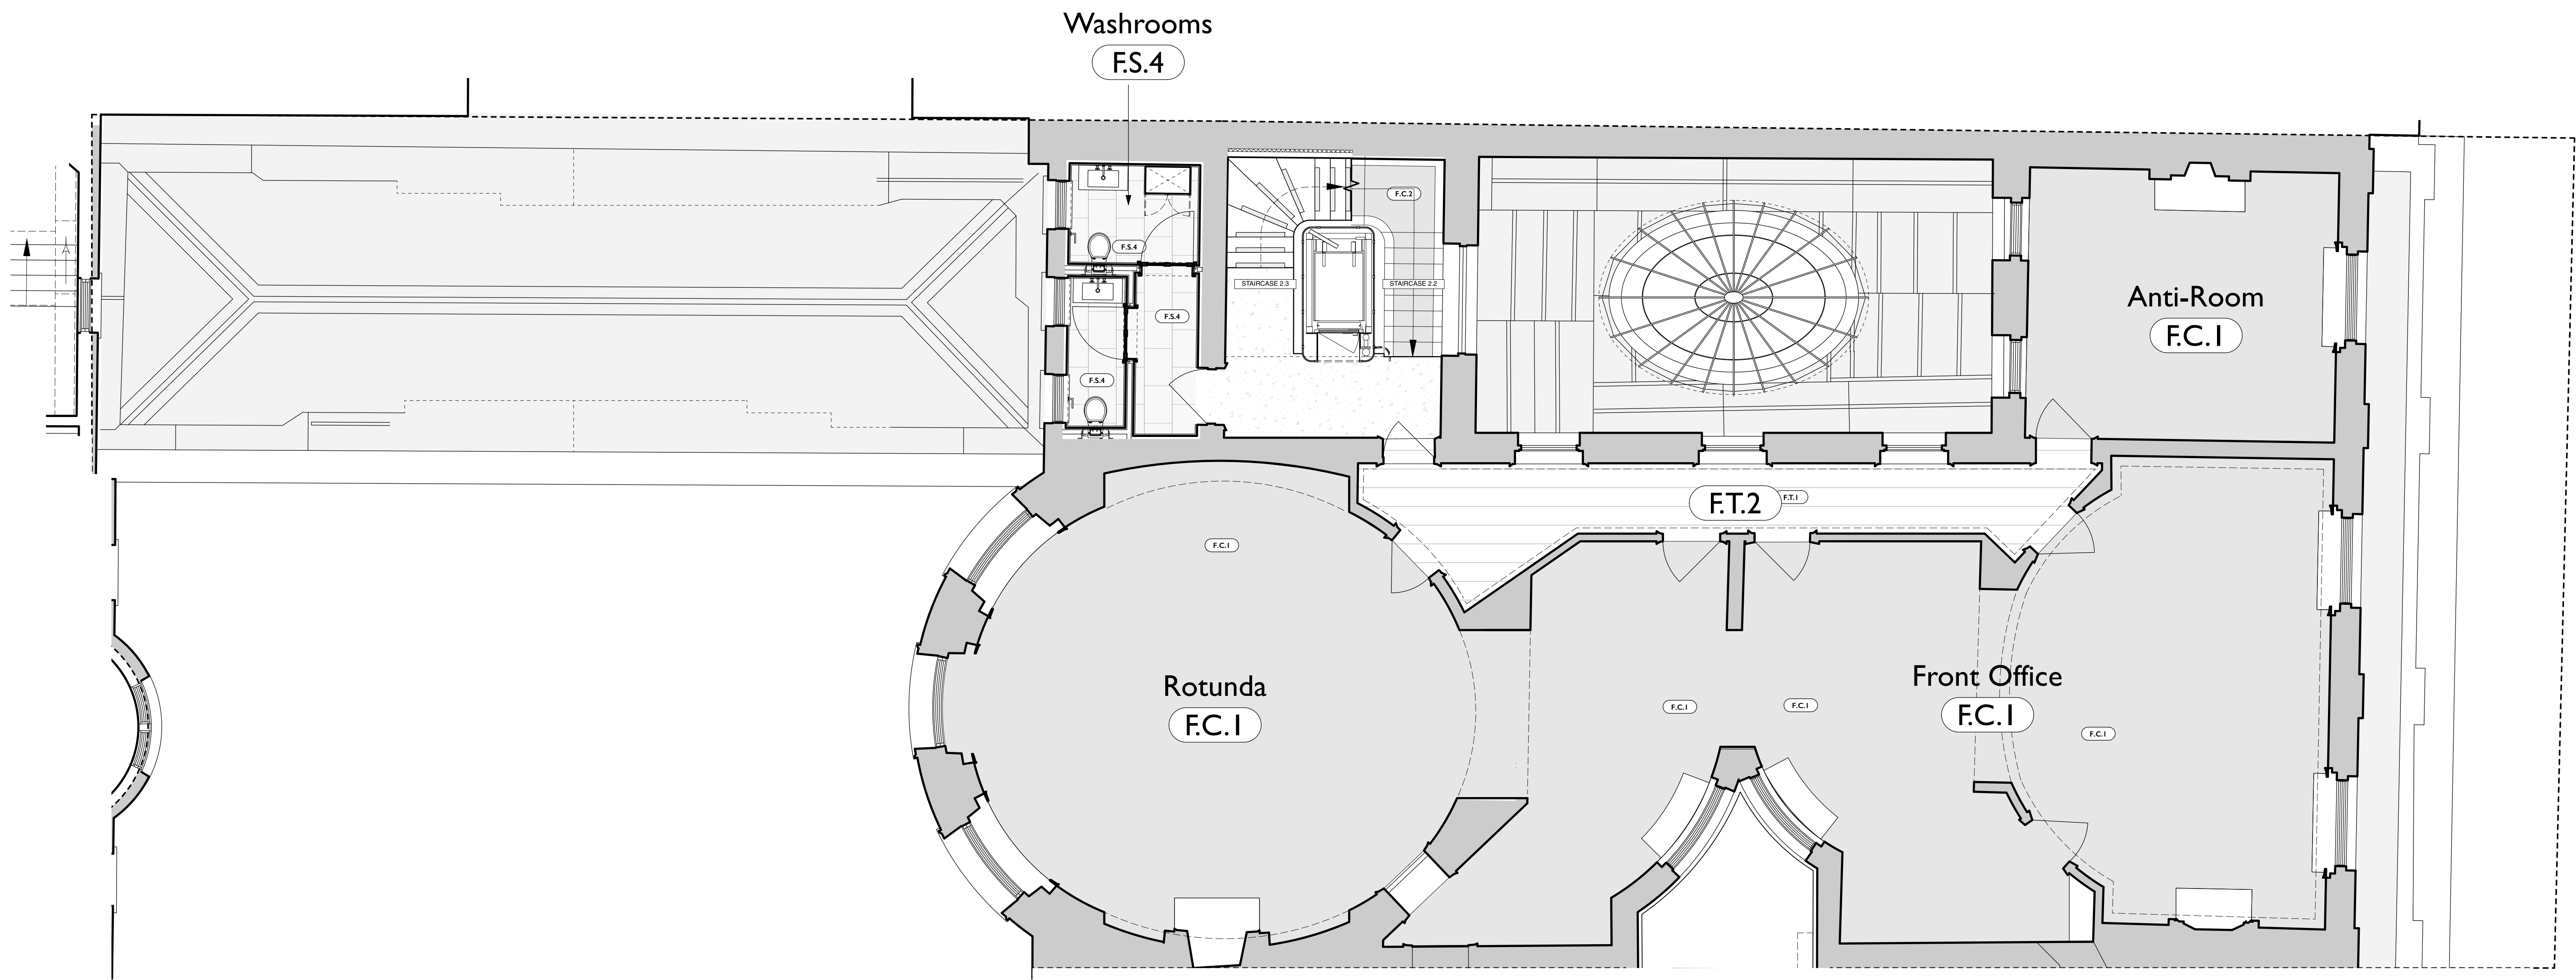 Washrooms
F.S.4
F.C.2
F.S.4
STAIRCASE 2.3
STAIRCASE 2.2
F.S.4
Anti-Room
F.C.1
F.S.4
F.T.2
F.T.1
F.C.1
Rotunda
F.C.1
F.C.1
F.C.1
Front Office
F.C.1
F.C.1